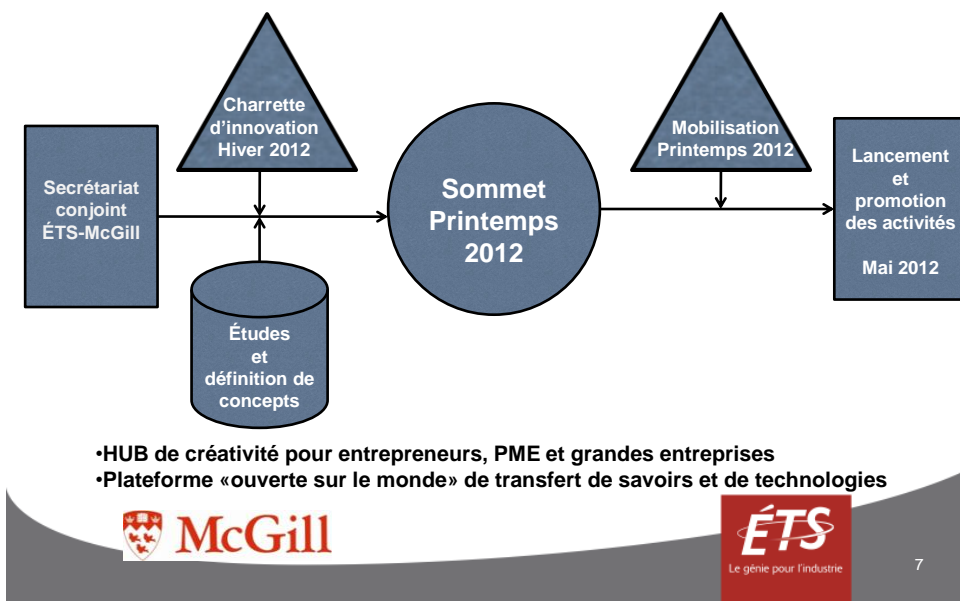 Secrétariat
conjoint
ÉTS-McGill
Charrette
d’innovation
Hiver 2012
Études
et
définition de
concepts
Sommet
Printemps
2012
Mobilisation
Printemps 2012
Lancement
et
promotion
des activités
Mai 2012
•HUB de créativité pour entrepreneurs, PME et grandes entreprises
•Plateforme «ouverte sur le monde» de transfert de savoirs et de technologies
McGill
ÉTS
Le génie pour l’industrie
7